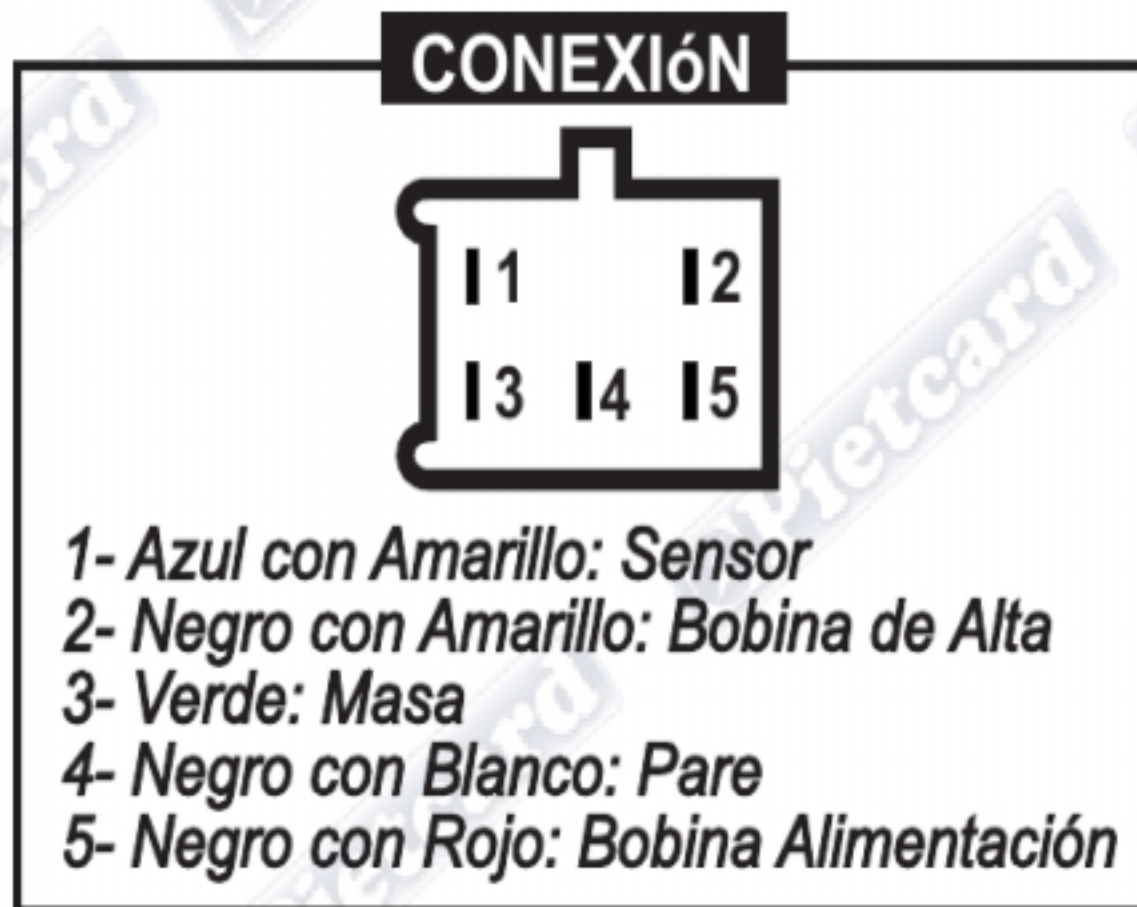 CONEXIóN
1 2
3 4 5
1- Azul con Amarillo: Sensor
2- Negro con Amarillo: Bobina de Alta
3- Verde: Masa
4- Negro con Blanco: Pare
5- Negro con Rojo: Bobina Alimentación
Pietcard